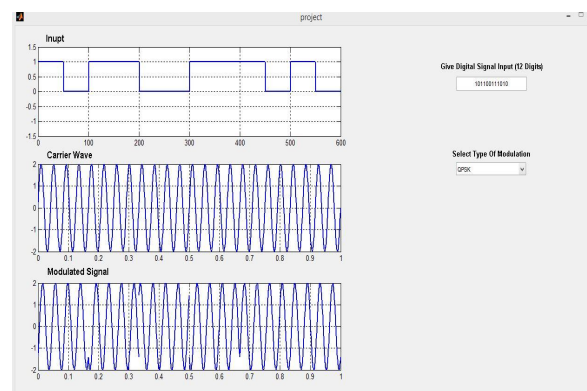 project
Inupt
1.5
1
0.5
0
-0.5
-1
-1.5
0 100 200 300 400 500 600
Carrier Wave
2
1
0
-1
-2
0 0.1 0.2 0.3 0.4 0.5 0.6 0.7 0.8 0.9 1
Modulated Signal
2
1
0
-1
-2
0 0.1 0.2 0.3 0.4 0.5 0.6 0.7 0.8 0.9 1
Give Digital Signal Input (12 Digits)
101100111010
Select Type Of Modulation
QPSK